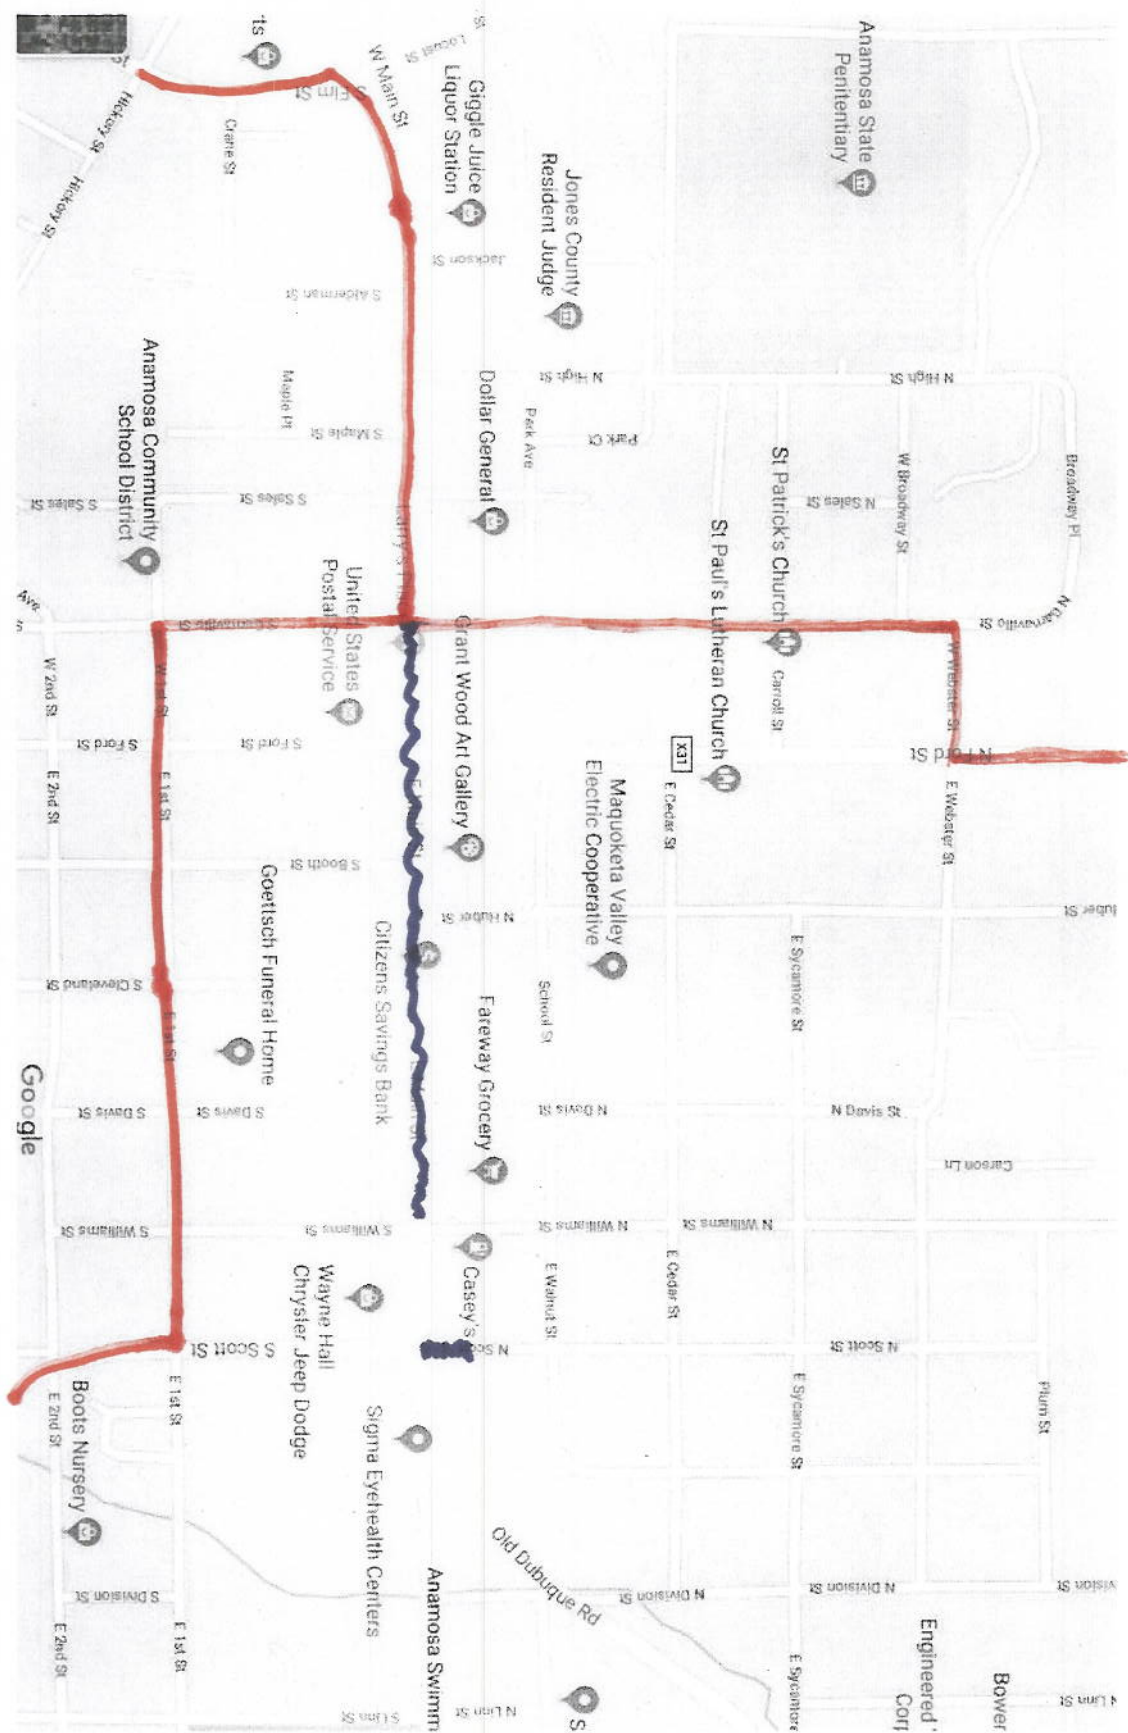 Bower
N Linn St
Engineered
Corp
Broadway Pl
N Garnavillo St
Plum St
Carson Ln
N High St
W Broadway St
W Webster St
N Ford St
E Webster St
Anamosa State
Penitentiary
N Sales St
N Davis St
N Scott St
N Division St
St Patrick's Church
Carroll St
E Sycamore St
E Sycamore St
N Williams St
St Paul's Lutheran Church
X31
E Cedar St
E Cedar St
N Division St
Park Ct
Maquoketa Valley
Electric Cooperative
Jones County
Resident Judge
N High St
Park Ave
School St
N Davis St
N Williams St
E Walnut St
Old Dubuque Rd
S
Locust St
Giggle Juice
Liquor Station
Jackson St
Dollar General
Grant Wood Art Gallery
N Huber St
Fareway Grocery
Casey's
N Linn St
Anamosa Swimm
W Main St
S Elm St
S Alderman St
S Maple St
Maple Pl
United States
Postal Service
Citizens Savings Bank
S Booth St
S Williams St
Wayne Hall
Chrysler Jeep Dodge
Sigma Eyehealth Centers
S Linn St
Crane St
S Sales St
S Ford St
Goettsch Funeral Home
S Davis St
S Scott St
Hickory St
Hickory St
Anamosa Community
School District
W 1st St
E 1st St
E 1st St
E 1st St
E 1st St
S Sales St
S Ford St
S Cleveland St
S Davis St
S Williams St
Boots Nursery
S Division St
Ave
W 2nd St
E 2nd St
E 2nd St
E 2nd St
Google